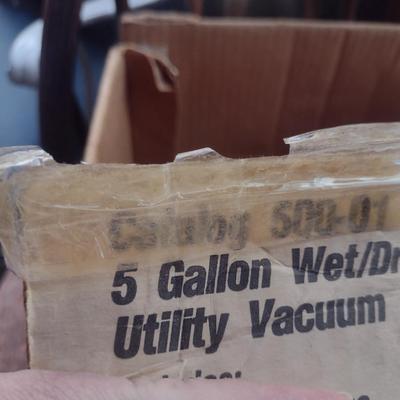 Catalog 500-01
5 Gallon Wet/Dr
Utility Vacuum